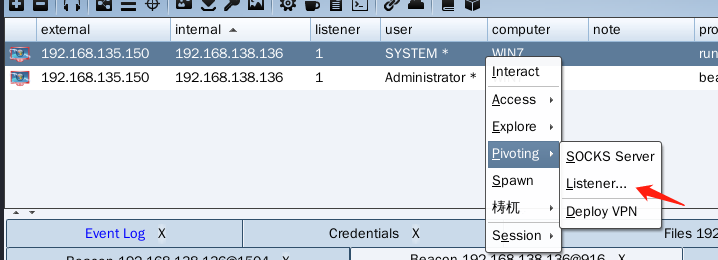 external internal listener user computer note pro
192.168.135.150 192.168.138.136 1 SYSTEM * WIN7 run
192.168.135.150 192.168.138.136 1 Administrator * bea
Interact
Access
Explore
Pivoting
SOCKS Server
Spawn
Listener...
梼杌
Deploy VPN
Session
Event Log X Credentials X Files 192
Beacon 192.168.138.136@1504 X Beacon 192.168.138.136@916 X